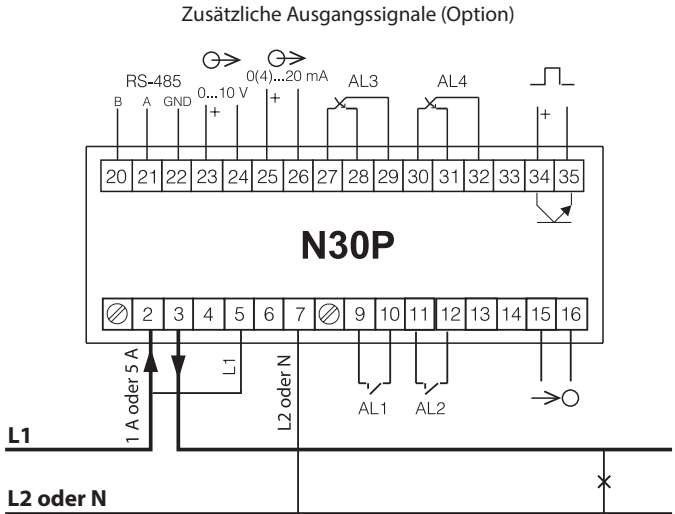 Zusätzliche Ausgangssignale (Option)
RS-485
B A GND
0...10 V
+
0(4)...20 mA
+
AL3
AL4
+
20 21 22 23 24 25 26 27 28 29 30 31 32 33 34 35
N30P
2 3 4 5 6 7 9 10 11 12 13 14 15 16
1 A oder 5 A
L1
L2 oder N
AL1
AL2
L1
L2 oder N